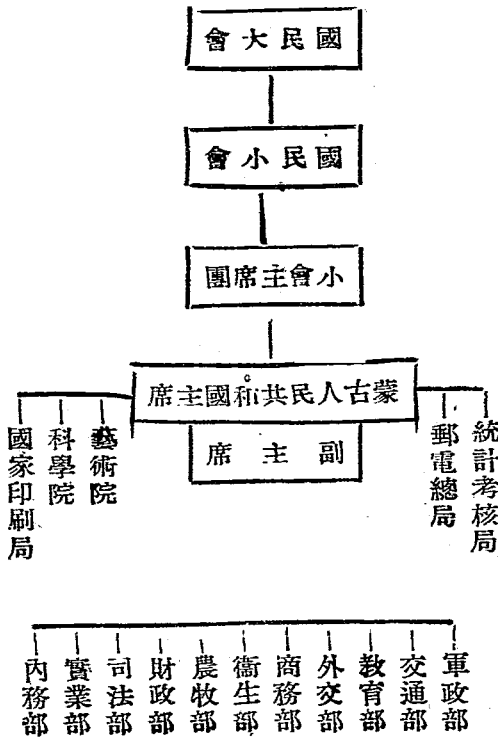 國民大會
國民小會
小會主席團
蒙古人民共和國主席
副主席
統計考核局
郵電總局
藝術院
科學院
國家印刷局
軍政部
交通部
教育部
外交部
商務部
衞生部
農牧部
財政部
司法部
實業部
內務部